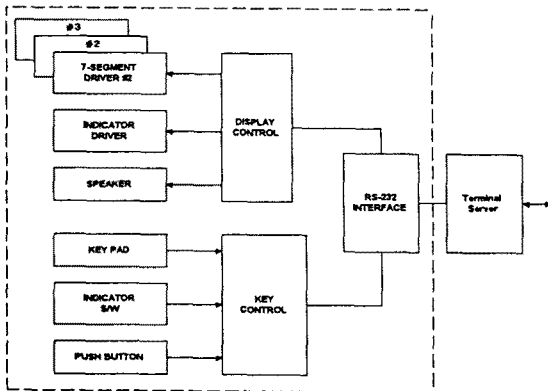 #3
#2
7-SEGMENT
DRIVER #2
INDICATOR
DRIVER
SPEAKER
DISPLAY
CONTROL
RS-232
INTERFACE
Terminal
Server
KEY PAD
INDICATOR
S/W
PUSH BUTTON
KEY
CONTROL